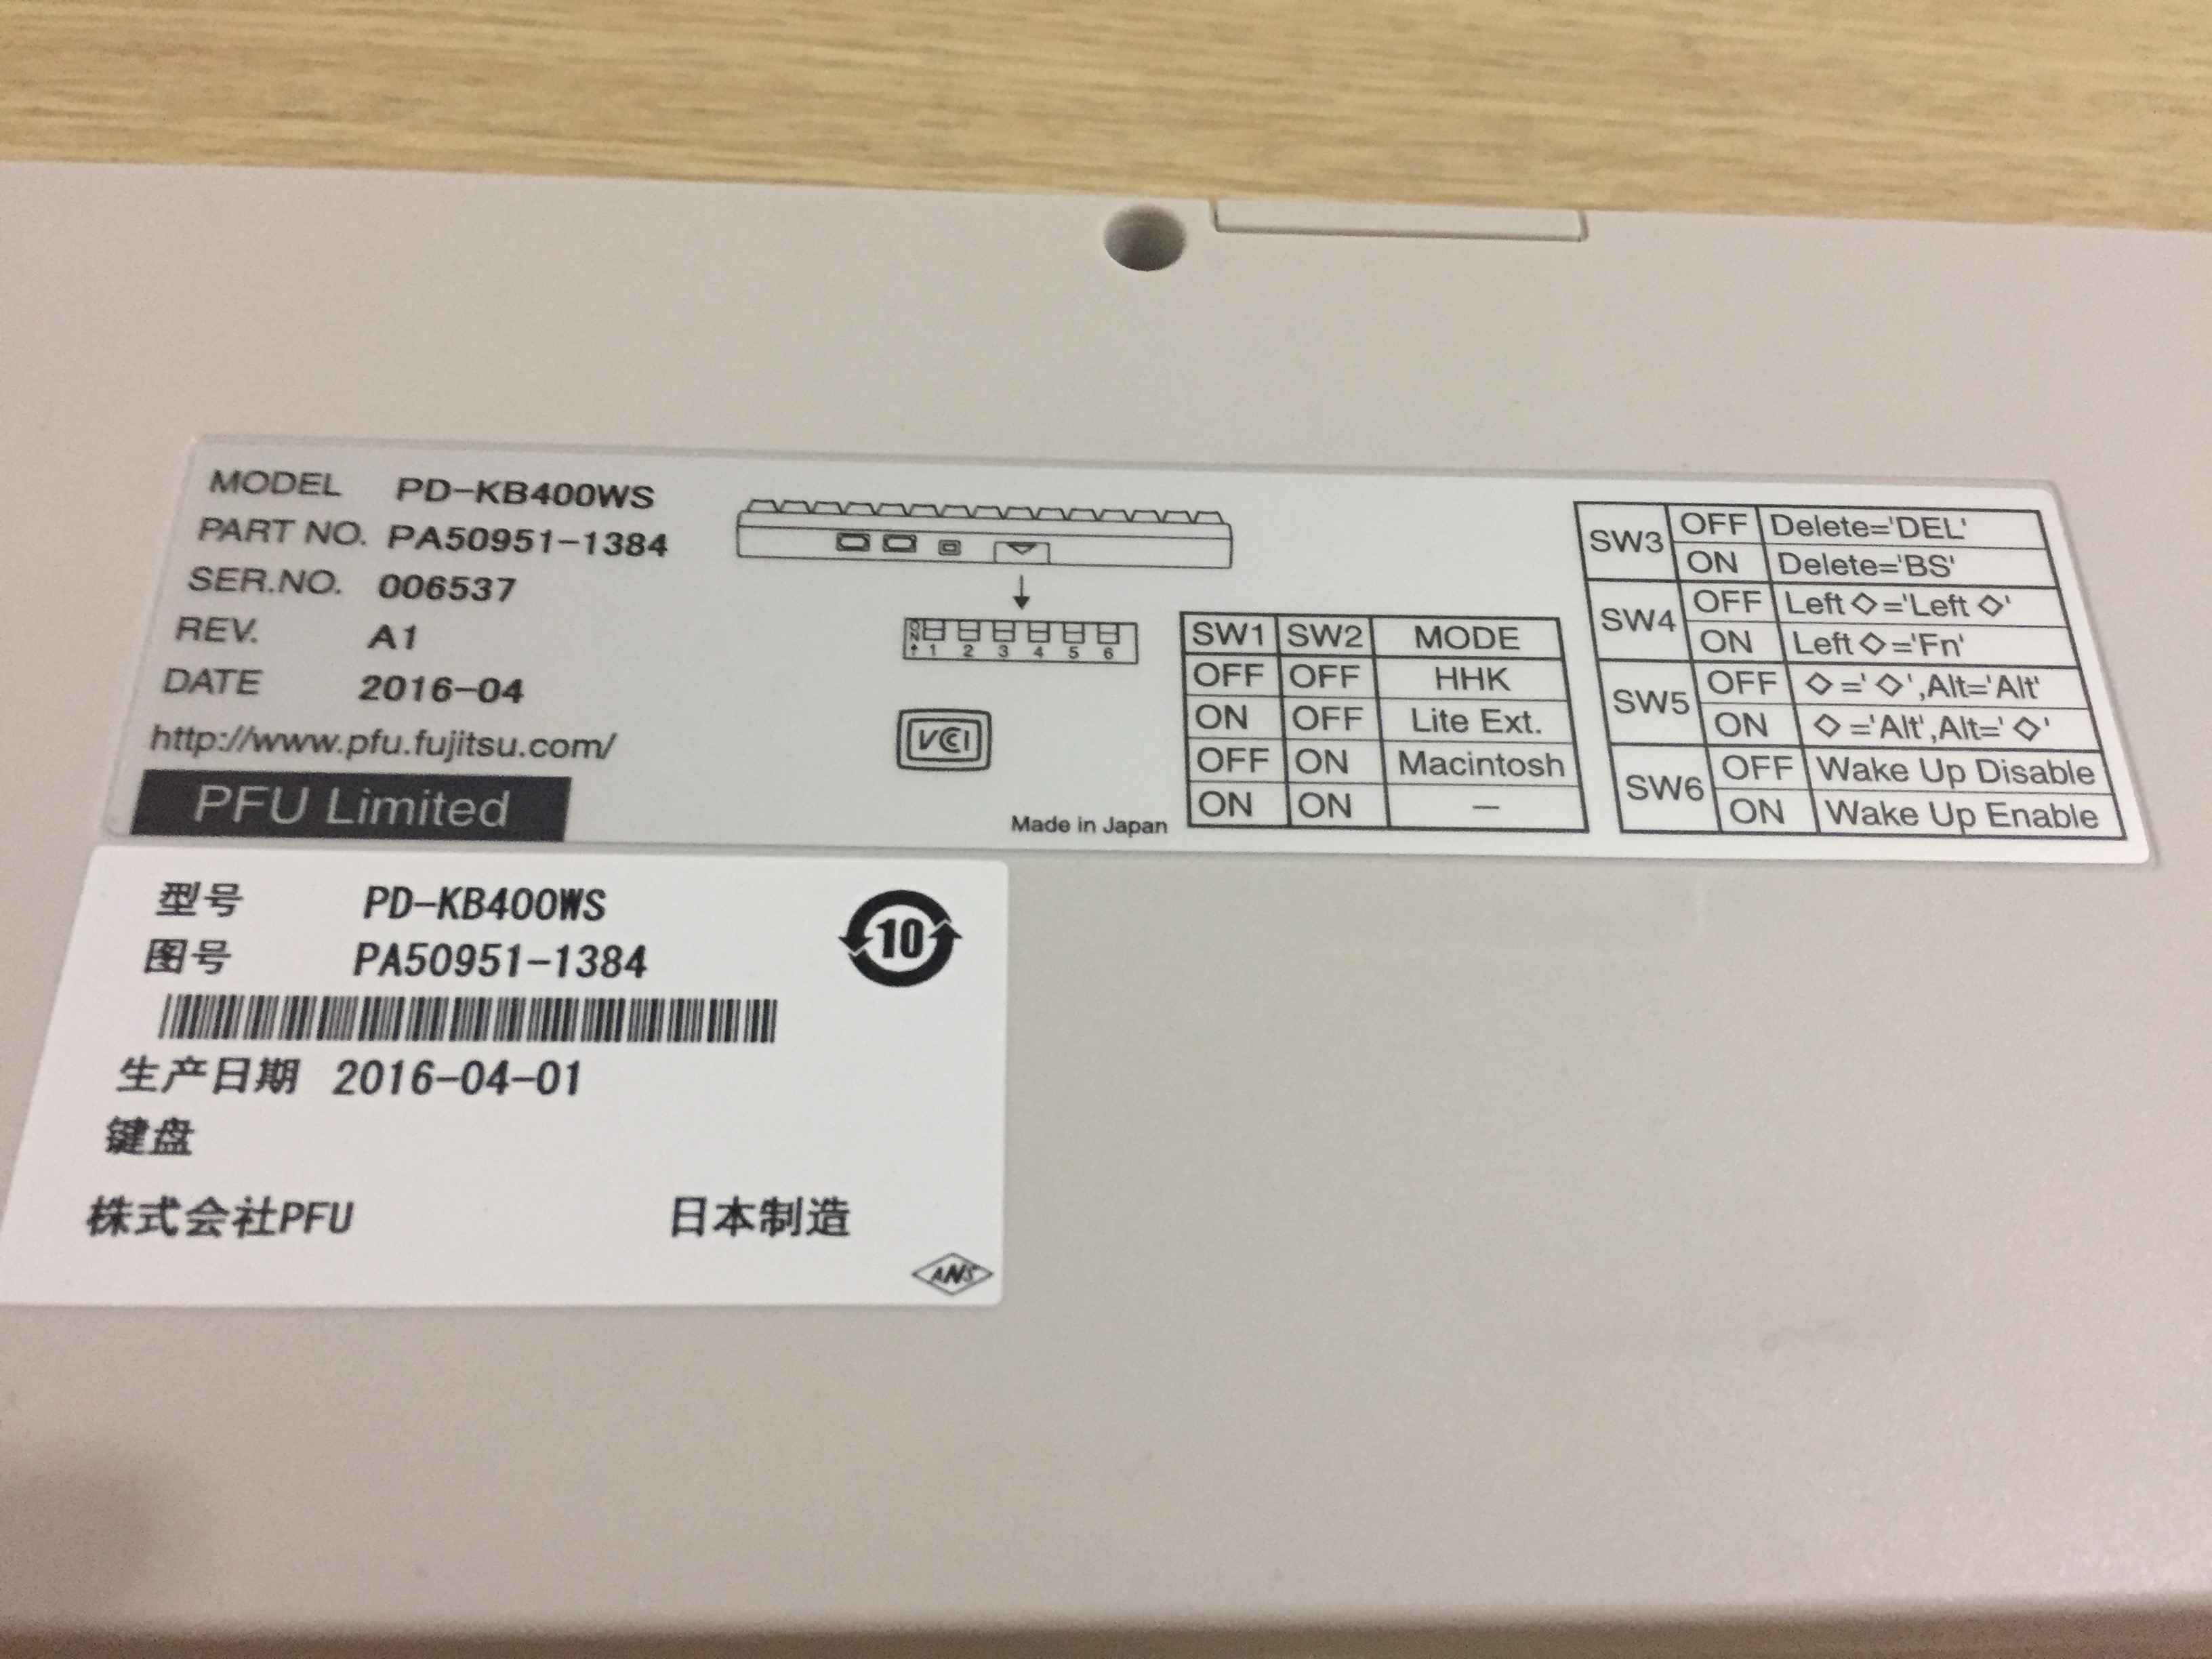 MODEL PD-KB400WS
PART NO. PA50951-1384
SER.NO. 006537
REV. A1
DATE 2016-04
http://www.pfu.fujitsu.com/
PFU Limited
ON
1 2 3 4 5 6
VCI
Made in Japan
SW1 SW2 MODE
OFF OFF HHK
ON OFF Lite Ext.
OFF ON Macintosh
ON ON —
SW3 OFF Delete='DEL'
ON Delete='BS'
SW4 OFF Left ◇='Left ◇'
ON Left ◇='Fn'
SW5 OFF ◇='◇',Alt='Alt'
ON ◇='Alt',Alt='◇'
SW6 OFF Wake Up Disable
ON Wake Up Enable
型号 PD-KB400WS
图号 PA50951-1384
10
生产日期 2016-04-01
键盘
株式会社PFU 日本制造
ANS